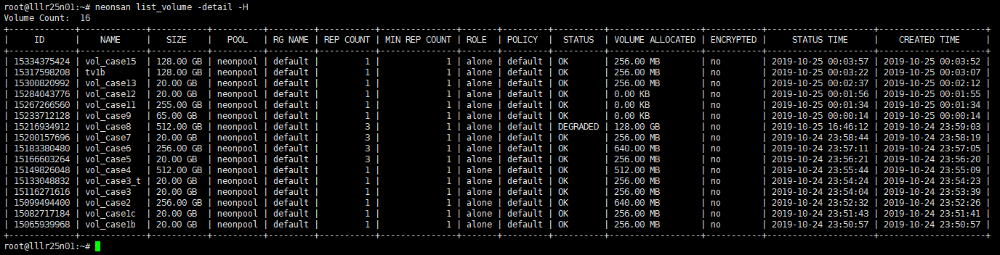 root@lllr25n01:~# neonsan list_volume -detail -H
Volume Count:  16
+-------------+-------------+-----------+----------+---------+-----------+---------------+-------+---------+----------+------------------+-----------+---------------------+---------------------+
|     ID      |    NAME     |   SIZE    |   POOL   | RG NAME | REP COUNT | MIN REP COUNT | ROLE  | POLICY  |  STATUS  | VOLUME ALLOCATED | ENCRYPTED |     STATUS TIME     |    CREATED TIME     |
+-------------+-------------+-----------+----------+---------+-----------+---------------+-------+---------+----------+------------------+-----------+---------------------+---------------------+
| 15334375424 | vol_case15  | 128.00 GB | neonpool | default |         1 |             1 | alone | default | OK       | 256.00 MB        | no        | 2019-10-25 00:03:57 | 2019-10-25 00:03:52 |
| 15317598208 | tv1b        | 128.00 GB | neonpool | default |         1 |             1 | alone | default | OK       | 256.00 MB        | no        | 2019-10-25 00:03:22 | 2019-10-25 00:03:07 |
| 15300820992 | vol_case13  | 20.00 GB  | neonpool | default |         1 |             1 | alone | default | OK       | 256.00 MB        | no        | 2019-10-25 00:02:37 | 2019-10-25 00:02:12 |
| 15284043776 | vol_case12  | 20.00 GB  | neonpool | default |         1 |             1 | alone | default | OK       | 0.00 KB          | no        | 2019-10-25 00:01:56 | 2019-10-25 00:01:55 |
| 15267266560 | vol_case11  | 255.00 GB | neonpool | default |         1 |             1 | alone | default | OK       | 0.00 KB          | no        | 2019-10-25 00:01:34 | 2019-10-25 00:01:34 |
| 15233712128 | vol_case9   | 65.00 GB  | neonpool | default |         1 |             1 | alone | default | OK       | 0.00 KB          | no        | 2019-10-25 00:00:14 | 2019-10-25 00:00:14 |
| 15216934912 | vol_case8   | 512.00 GB | neonpool | default |         3 |             1 | alone | default | DEGRADED | 128.00 GB        | no        | 2019-10-25 16:46:12 | 2019-10-24 23:59:03 |
| 15200157696 | vol_case7   | 20.00 GB  | neonpool | default |         3 |             1 | alone | default | OK       | 256.00 MB        | no        | 2019-10-24 23:58:44 | 2019-10-24 23:58:19 |
| 15183380480 | vol_case6   | 256.00 GB | neonpool | default |         3 |             1 | alone | default | OK       | 640.00 MB        | no        | 2019-10-24 23:57:11 | 2019-10-24 23:57:05 |
| 15166603264 | vol_case5   | 20.00 GB  | neonpool | default |         3 |             1 | alone | default | OK       | 256.00 MB        | no        | 2019-10-24 23:56:21 | 2019-10-24 23:56:20 |
| 15149826048 | vol_case4   | 512.00 GB | neonpool | default |         1 |             1 | alone | default | OK       | 512.00 MB        | no        | 2019-10-24 23:55:44 | 2019-10-24 23:55:09 |
| 15133048832 | vol_case3_t | 20.00 GB  | neonpool | default |         1 |             1 | alone | default | OK       | 256.00 MB        | no        | 2019-10-24 23:54:24 | 2019-10-24 23:54:23 |
| 15116271616 | vol_case3   | 20.00 GB  | neonpool | default |         1 |             1 | alone | default | OK       | 256.00 MB        | no        | 2019-10-24 23:54:04 | 2019-10-24 23:53:39 |
| 15099494400 | vol_case2   | 256.00 GB | neonpool | default |         1 |             1 | alone | default | OK       | 640.00 MB        | no        | 2019-10-24 23:52:32 | 2019-10-24 23:52:26 |
| 15082717184 | vol_case1c  | 20.00 GB  | neonpool | default |         1 |             1 | alone | default | OK       | 256.00 MB        | no        | 2019-10-24 23:51:43 | 2019-10-24 23:51:41 |
| 15065939968 | vol_case1b  | 20.00 GB  | neonpool | default |         1 |             1 | alone | default | OK       | 256.00 MB        | no        | 2019-10-24 23:50:57 | 2019-10-24 23:50:57 |
+-------------+-------------+-----------+----------+---------+-----------+---------------+-------+---------+----------+------------------+-----------+---------------------+---------------------+
root@lllr25n01:~#